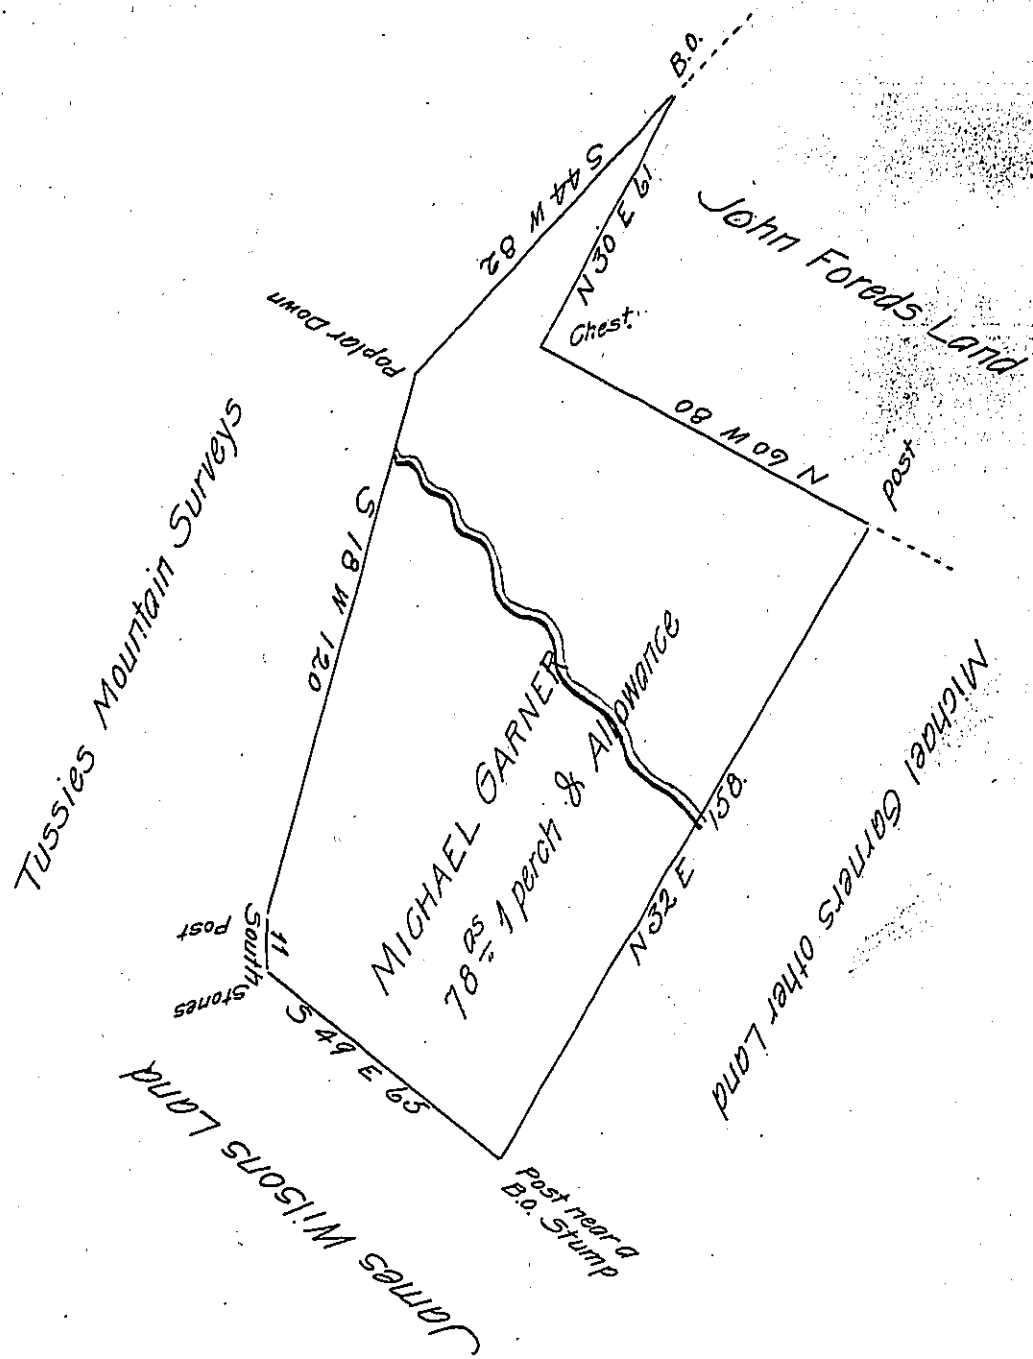 B.O.
S 44 W 82
N 30 E 61
John Foreds Land
Chest.
Poplar Down
N 60 W 80
post
Tussies Mountain Surveys
S 18 W 120
MICHAEL GARNER
78 as 1 perch & Allowance
N 32 E 158.
Michael Garners other Land
11
South
Post
Stones
S 49 E 65
James Wilsons Land
Post near a
B.O. Stump